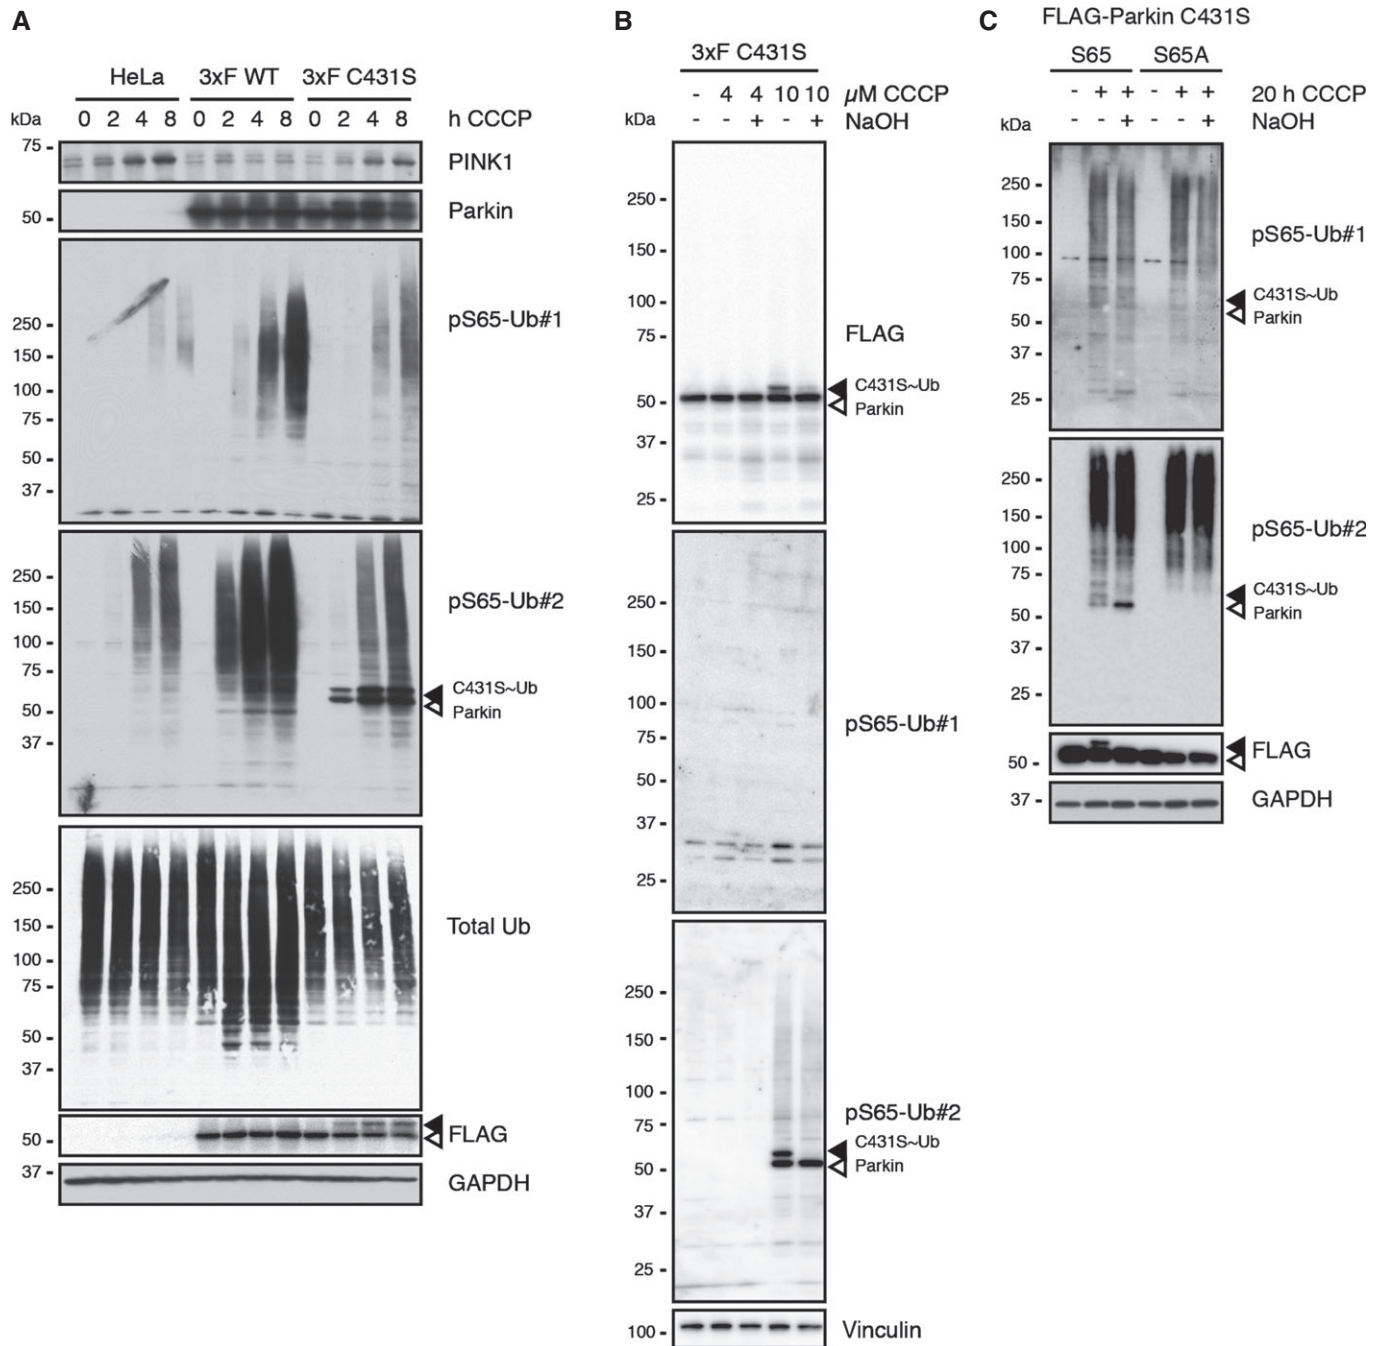 A
HeLa 3xF WT 3xF C431S
kDa 0 2 4 8 0 2 4 8 0 2 4 8 h CCCP
75 - PINK1
50 - Parkin
pS65-Ub#1
250 -
150 -
100 -
75 -
50 -
37 -
pS65-Ub#2
250 -
150 -
100 -
75 -
C431S~Ub
50 - Parkin
37 -
Total Ub
250 -
150 -
100 -
75 -
50 -
37 -
50 - FLAG
37 - GAPDH
B
3xF C431S
- 4 4 10 10 µM CCCP
kDa - - + - + NaOH
250 -
150 -
100 -
75 - FLAG
C431S~Ub
50 - Parkin
37 -
25 -
250 -
150 -
100 -
pS65-Ub#1
75 -
50 -
37 -
25 -
250 -
150 -
100 -
pS65-Ub#2
75 -
C431S~Ub
50 - Parkin
37 -
25 -
100 - Vinculin
C
FLAG-Parkin C431S
S65 S65A
- + + - + + 20 h CCCP
kDa - - + - - + NaOH
250 -
150 - pS65-Ub#1
100 -
75 -
C431S~Ub
50 - Parkin
37 -
25 -
250 -
150 - pS65-Ub#2
100 -
75 -
C431S~Ub
50 - Parkin
37 -
25 -
50 - FLAG
37 - GAPDH